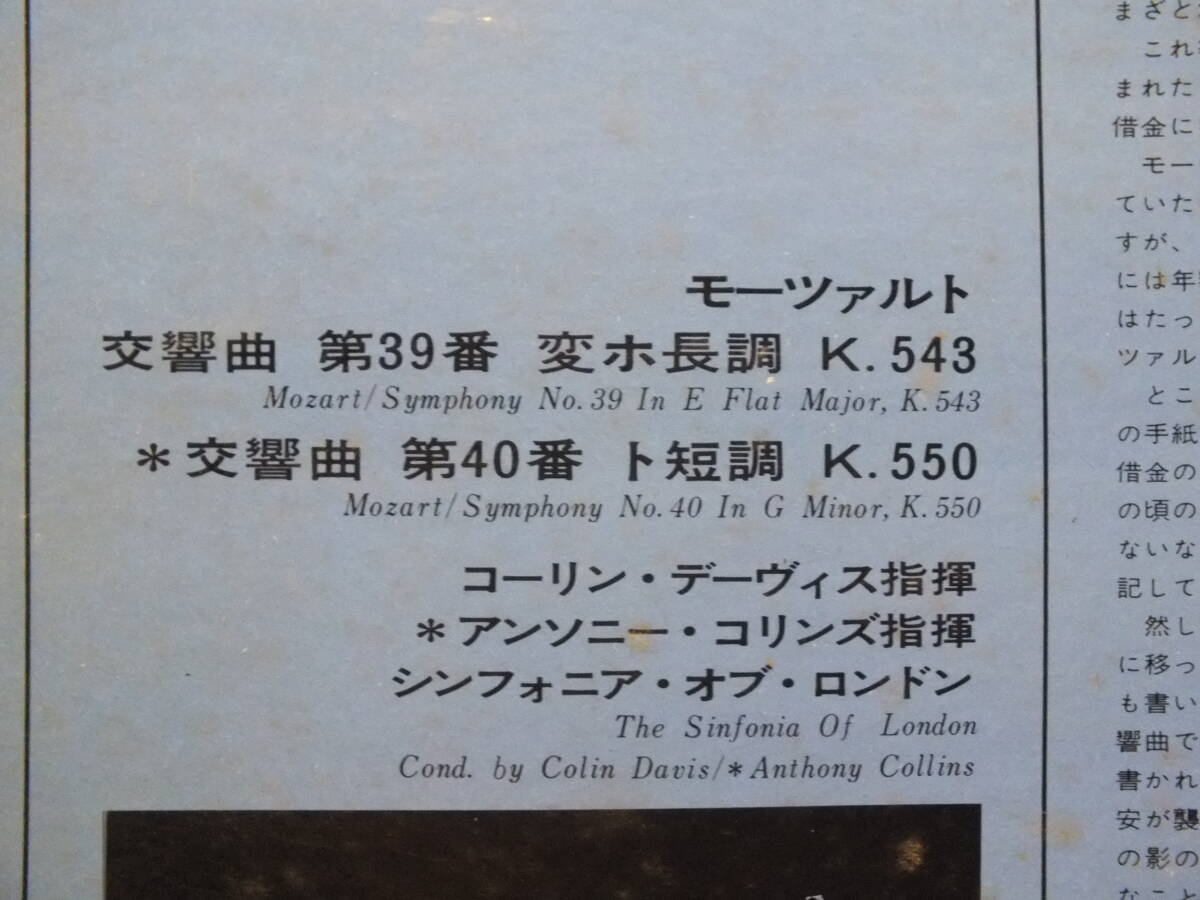 モーツァルト
交響曲 第39番 変ホ長調 K.543
Mozart/Symphony No.39 In E Flat Major, K.543
*交響曲 第40番 ト短調 K.550
Mozart/Symphony No.40 In G Minor, K.550
コーリン・デーヴィス指揮
*アンソニー・コリンズ指揮
シンフォニア・オブ・ロンドン
The Sinfonia Of London
Cond. by Colin Davis/*Anthony Collins
まざと
これ
まれた
借金に
モー
ていた
すが、
には年
はたっ
ツァル
とこ
の手紙
借金の
の頃の
ないな
記して
然し
に移っ
も書い
響曲で
書かれ
安が襲
の影の
なこと